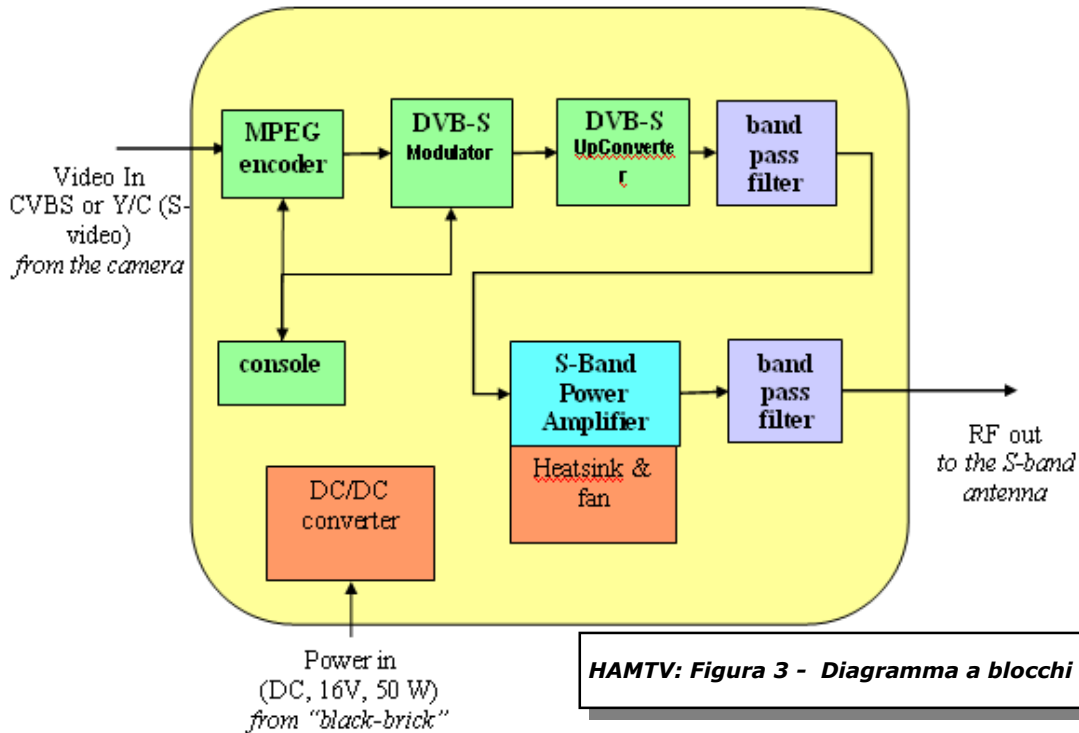 MPEG
encoder
DVB-S
Modulator
DVB-S
UpConverte
r
band
pass
filter
Video In
CVBS or Y/C (S-
video)
from the camera
console
S-Band
Power
Amplifier
band
pass
filter
Heatsink &
fan
RF out
to the S-band
antenna
DC/DC
converter
Power in
(DC, 16V, 50 W)
from “black-brick”
HAMTV: Figura 3 - Diagramma a blocchi